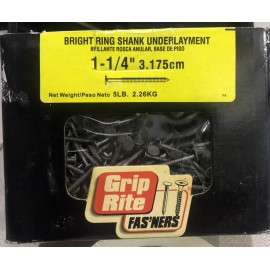 BRIGHT RING SHANK UNDERLAYMENT
BRILLANTE ROSCA ANULAR, BASE DE PISO
1-1/4" 3.175cm
Net Weight/Peso Neto 5LB. 2.26KG
Grip
Rite
FAS'NERS